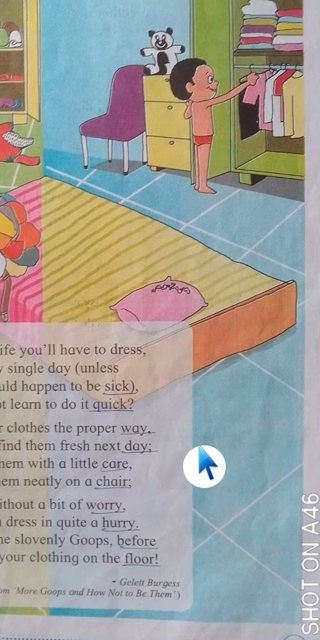 ife you'll have to dress,
y single day (unless
uld happen to be sick),
ot learn to do it quick?
r clothes the proper way,
find them fresh next day;
hem with a little care,
em neatly on a chair;
ithout a bit of worry,
dress in quite a hurry.
he slovenly Goops, before
your clothing on the floor!
- Gelett Burgess
om 'More Goops and How Not to Be Them')
SHOT ON A46